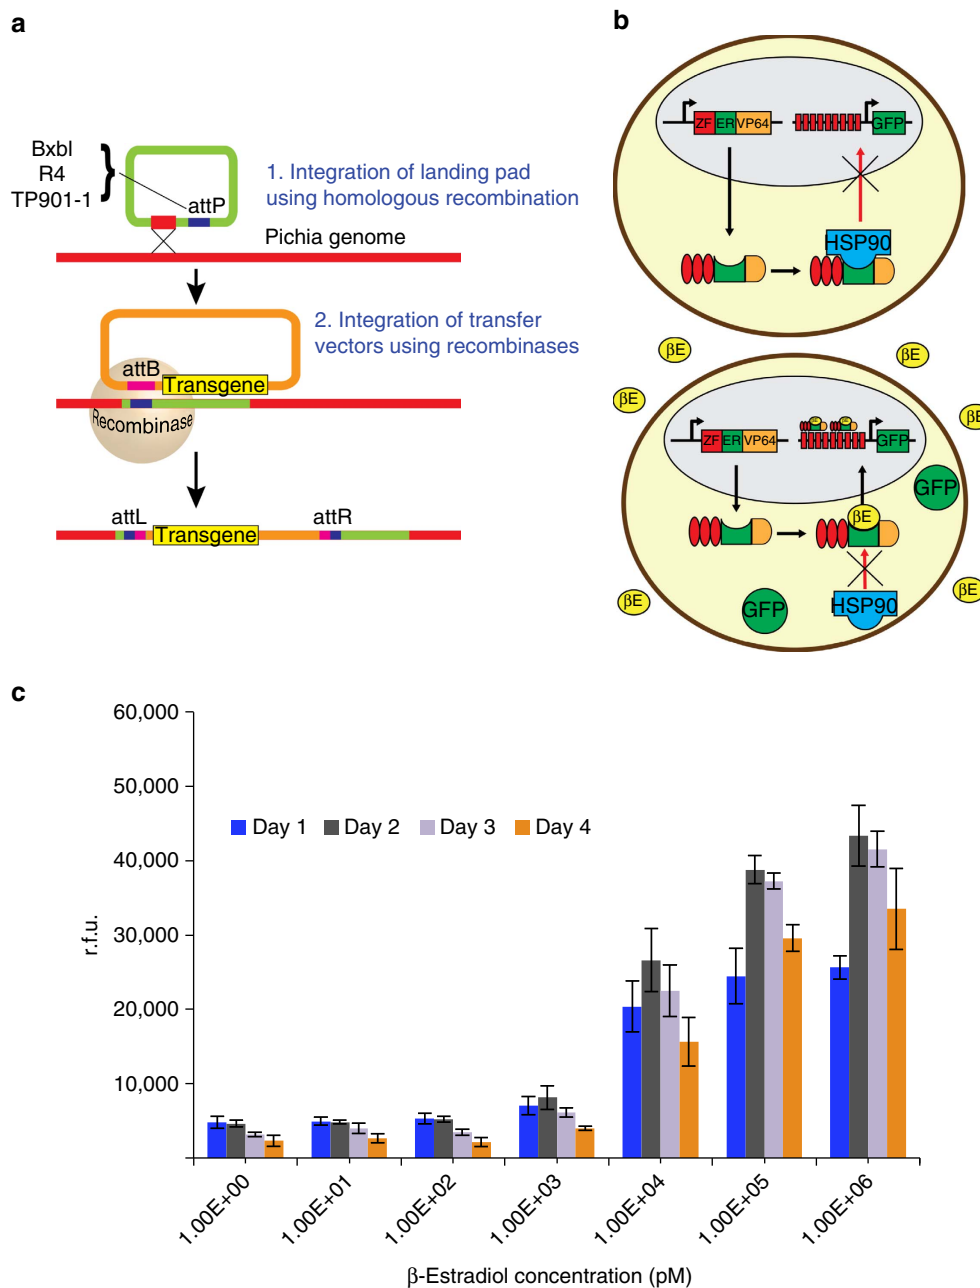 a
Bxbl
R4
TP901-1
attP
1. Integration of landing pad
using homologous recombination
Pichia genome
2. Integration of transfer
vectors using recombinases
attB
Transgene
Recombinase
attL
Transgene
attR
b
ZF ER VP64
GFP
HSP90
βE
βE
βE
βE
ZF ER VP64
GFP
GFP
βE
HSP90
GFP
βE
βE
c
60,000
50,000
40,000
30,000
20,000
10,000
r.f.u.
Day 1 Day 2 Day 3 Day 4
1.00E+00
1.00E+01
1.00E+02
1.00E+03
1.00E+04
1.00E+05
1.00E+06
β-Estradiol concentration (pM)